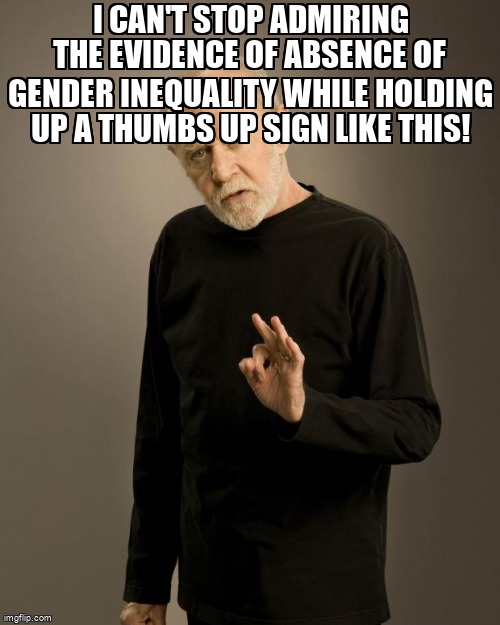 I CAN'T STOP ADMIRING
THE EVIDENCE OF ABSENCE OF
GENDER INEQUALITY WHILE HOLDING
UP A THUMBS UP SIGN LIKE THIS!
imgflip.com